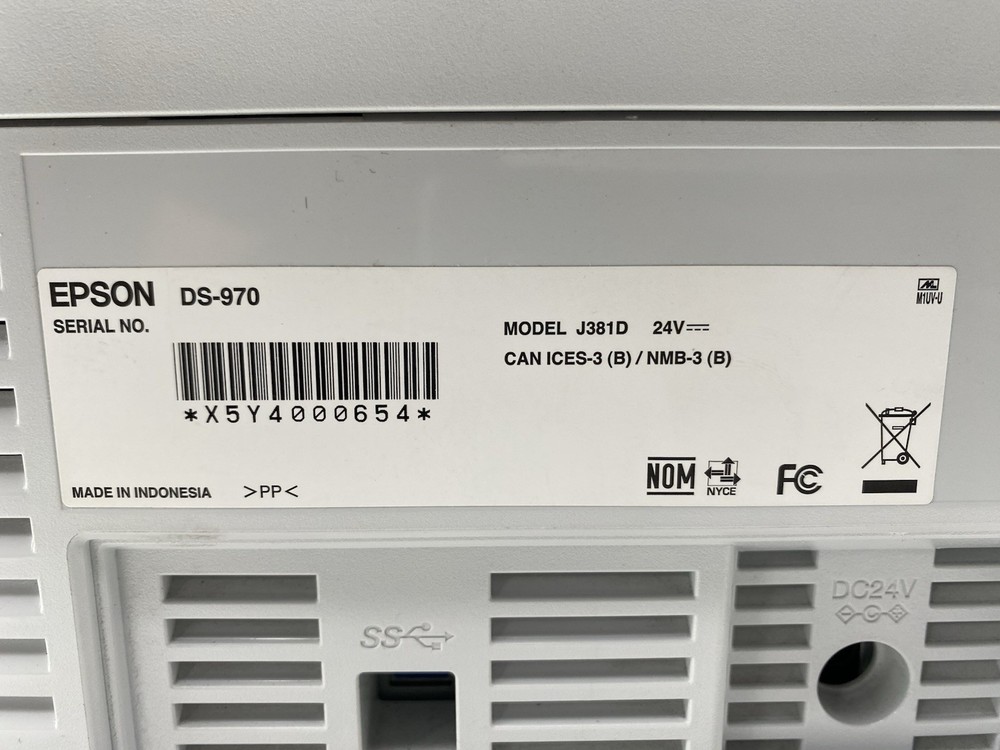 EPSON DS-970
SERIAL NO.
*X5Y4000654*
MADE IN INDONESIA >PP<
MODEL J381D 24V⎓
CAN ICES-3 (B) / NMB-3 (B)
M1UV-U
NOM
NYCE
FC
SS
DC24V